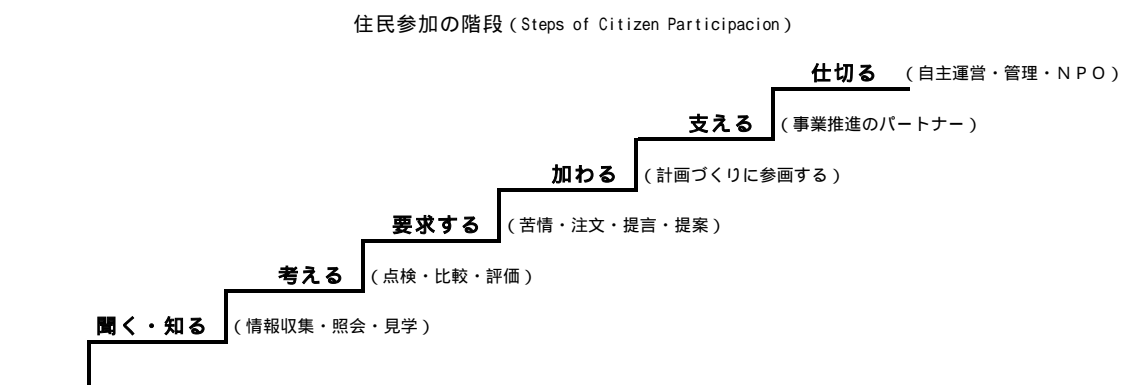 住民参加の階段（Steps of Citizen Participacion）
仕切る （自主運営・管理・ＮＰＯ）
支える （事業推進のパートナー）
加わる （計画づくりに参画する）
要求する （苦情・注文・提言・提案）
考える （点検・比較・評価）
聞く・知る （情報収集・照会・見学）